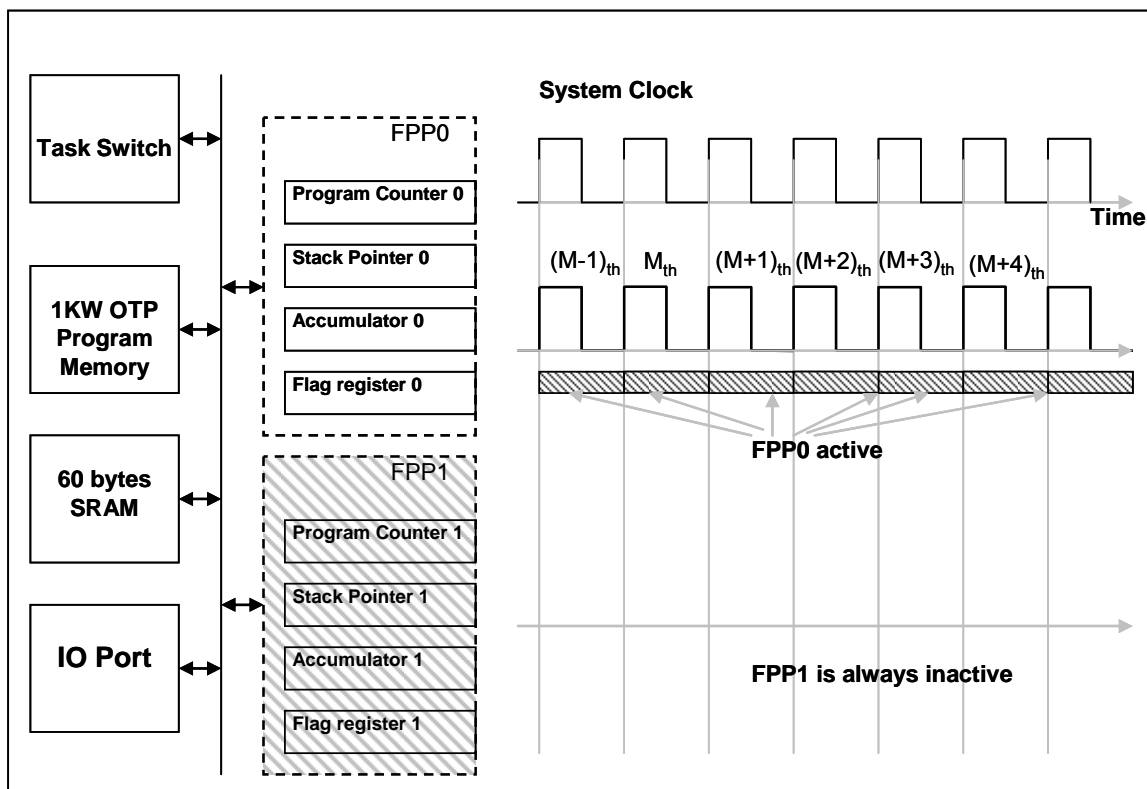 Task Switch
1KW OTP
Program
Memory
60 bytes
SRAM
IO Port
FPP0
Program Counter 0
Stack Pointer 0
Accumulator 0
Flag register 0
FPP1
Program Counter 1
Stack Pointer 1
Accumulator 1
Flag register 1
System Clock
Time
(M-1)th Mth (M+1)th (M+2)th (M+3)th (M+4)th
FPP0 active
FPP1 is always inactive